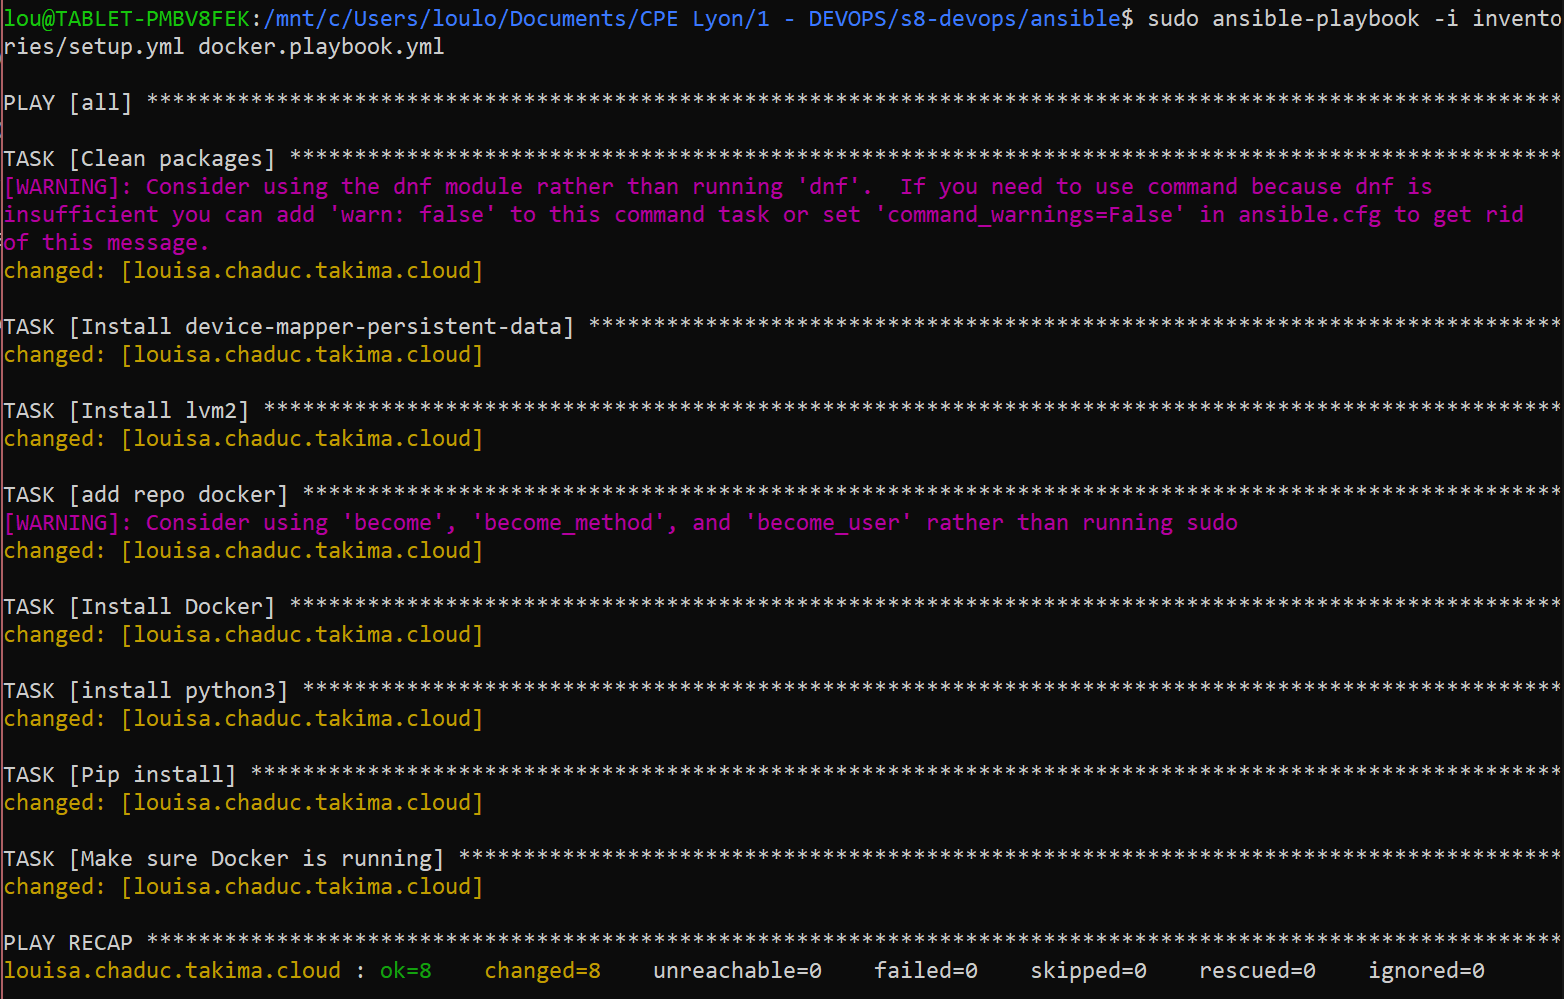 lou@TABLET-PMBV8FEK:/mnt/c/Users/loulo/Documents/CPE Lyon/1 - DEVOPS/s8-devops/ansible$ sudo ansible-playbook -i invento
ries/setup.yml docker.playbook.yml
PLAY [all] *************************************************************************************************************
TASK [Clean packages] **************************************************************************************************
[WARNING]: Consider using the dnf module rather than running 'dnf'.  If you need to use command because dnf is
insufficient you can add 'warn: false' to this command task or set 'command_warnings=False' in ansible.cfg to get rid
of this message.
changed: [louisa.chaduc.takima.cloud]
TASK [Install device-mapper-persistent-data] ***************************************************************************
changed: [louisa.chaduc.takima.cloud]
TASK [Install lvm2] ****************************************************************************************************
changed: [louisa.chaduc.takima.cloud]
TASK [add repo docker] *************************************************************************************************
[WARNING]: Consider using 'become', 'become_method', and 'become_user' rather than running sudo
changed: [louisa.chaduc.takima.cloud]
TASK [Install Docker] **************************************************************************************************
changed: [louisa.chaduc.takima.cloud]
TASK [install python3] *************************************************************************************************
changed: [louisa.chaduc.takima.cloud]
TASK [Pip install] *****************************************************************************************************
changed: [louisa.chaduc.takima.cloud]
TASK [Make sure Docker is running] *************************************************************************************
changed: [louisa.chaduc.takima.cloud]
PLAY RECAP *************************************************************************************************************
louisa.chaduc.takima.cloud : ok=8    changed=8    unreachable=0    failed=0    skipped=0    rescued=0    ignored=0